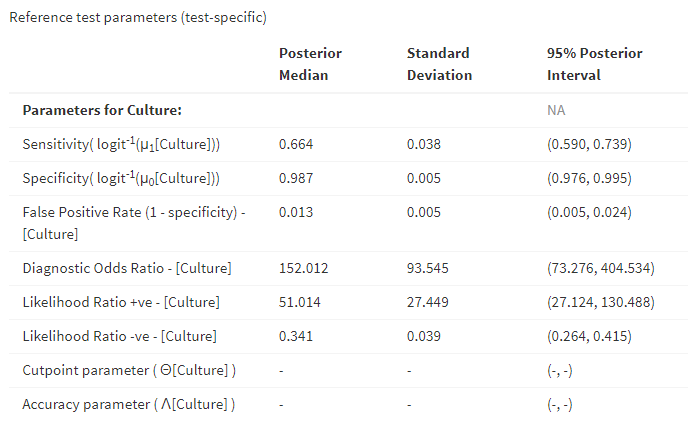 Reference test parameters (test-specific)
Posterior Median Standard Deviation 95% Posterior Interval
Parameters for Culture: NA
Sensitivity( logit⁻¹(μ₁[Culture])) 0.664 0.038 (0.590, 0.739)
Specificity( logit⁻¹(μ₀[Culture])) 0.987 0.005 (0.976, 0.995)
False Positive Rate (1 - specificity) - [Culture] 0.013 0.005 (0.005, 0.024)
Diagnostic Odds Ratio - [Culture] 152.012 93.545 (73.276, 404.534)
Likelihood Ratio +ve - [Culture] 51.014 27.449 (27.124, 130.488)
Likelihood Ratio -ve - [Culture] 0.341 0.039 (0.264, 0.415)
Cutpoint parameter ( Θ[Culture] ) - - (-, -)
Accuracy parameter ( Λ[Culture] ) - - (-, -)